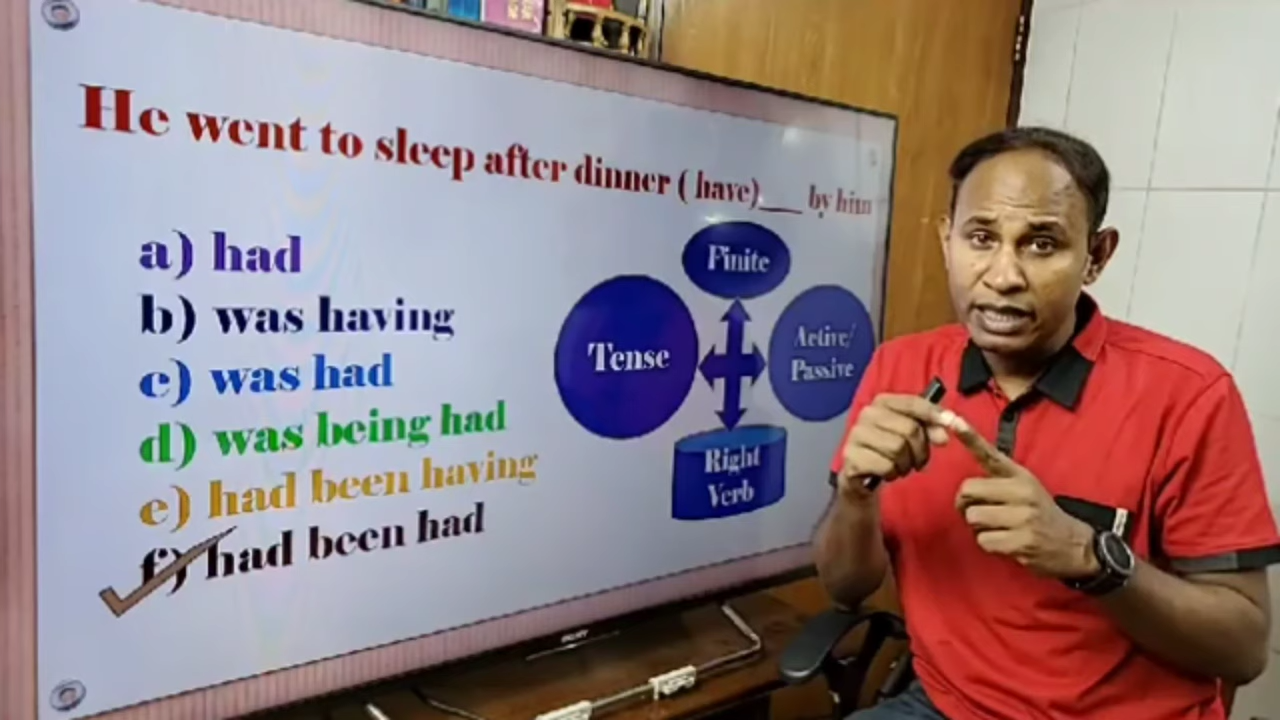 He went to sleep after dinner ( have)___ by him
a) had
b) was having
c) was had
d) was being had
e) had been having
f) had been had
Finite
Tense
Active/
Passive
Right
Verb